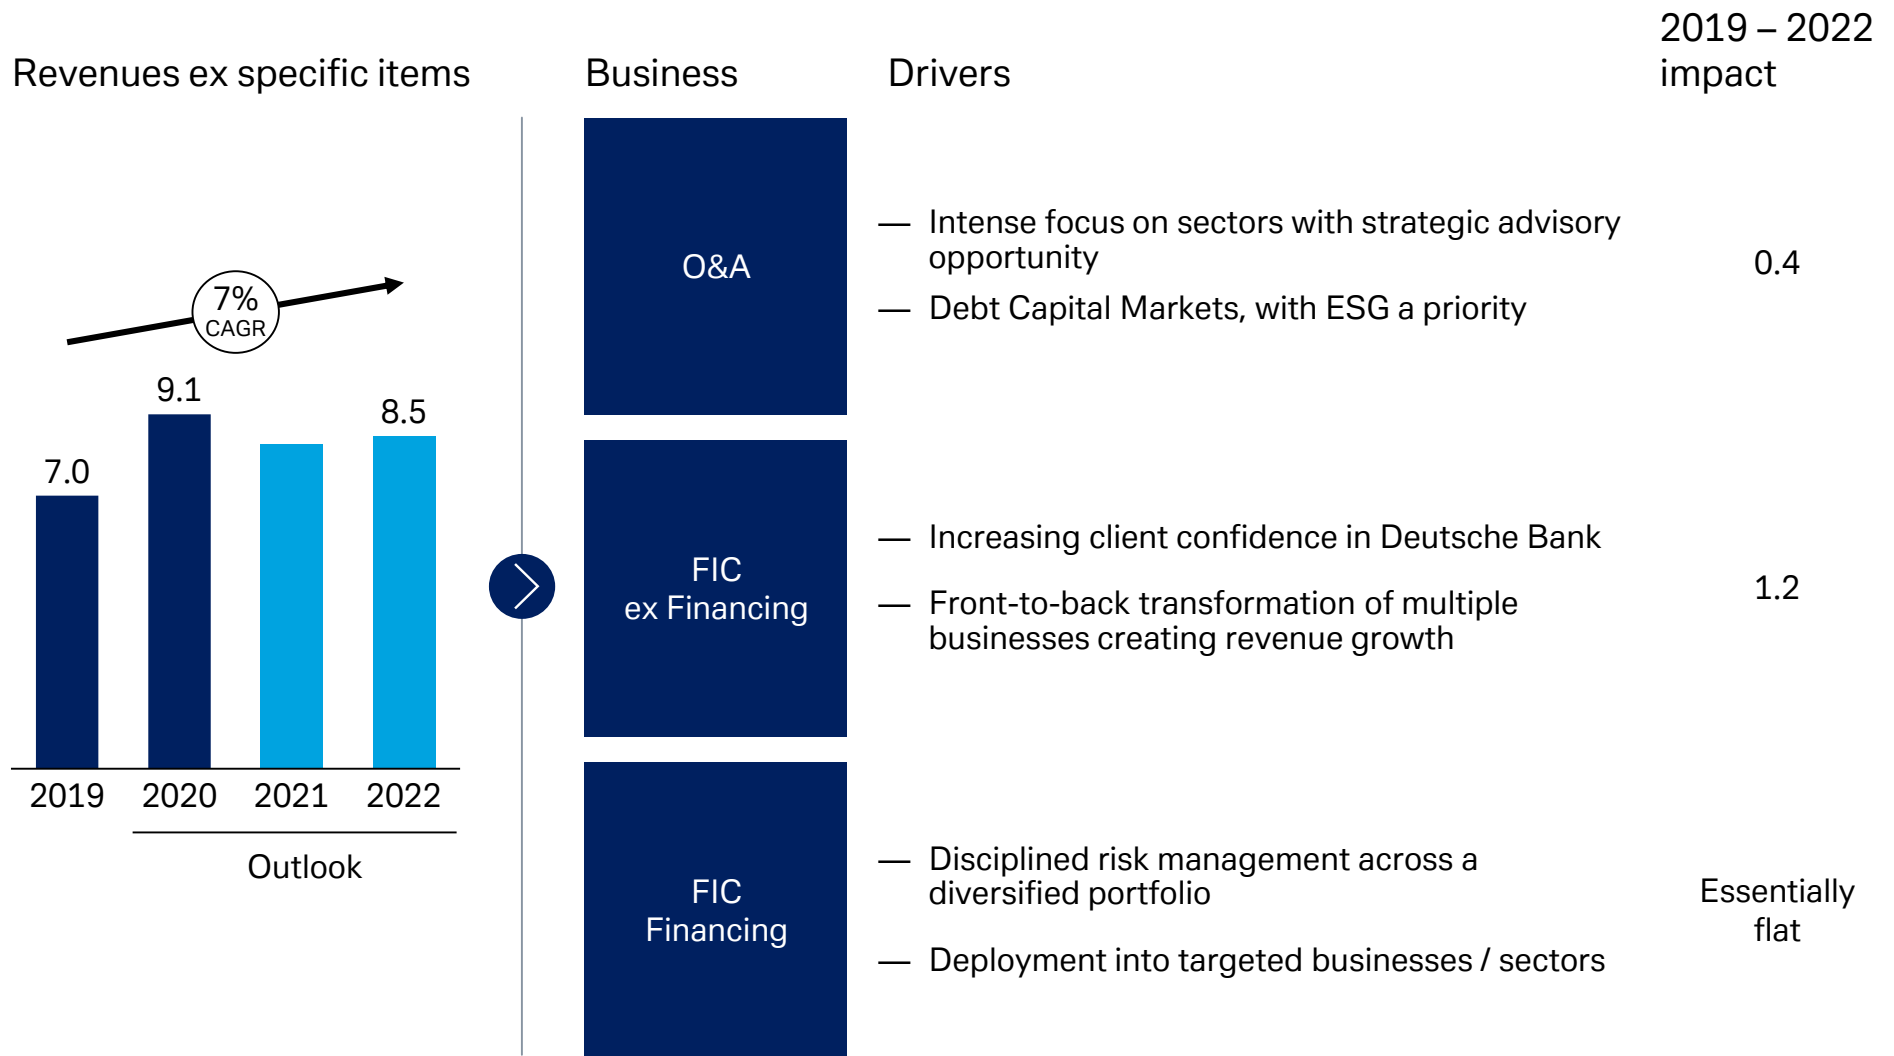 Revenues ex specific items
7%
CAGR
7.0
9.1
8.5
2019
2020
2021
2022
Outlook
Business
Drivers
2019 – 2022
impact
O&A
— Intense focus on sectors with strategic advisory
opportunity
— Debt Capital Markets, with ESG a priority
0.4
FIC
ex Financing
— Increasing client confidence in Deutsche Bank
— Front-to-back transformation of multiple
businesses creating revenue growth
1.2
FIC
Financing
— Disciplined risk management across a
diversified portfolio
— Deployment into targeted businesses / sectors
Essentially
flat